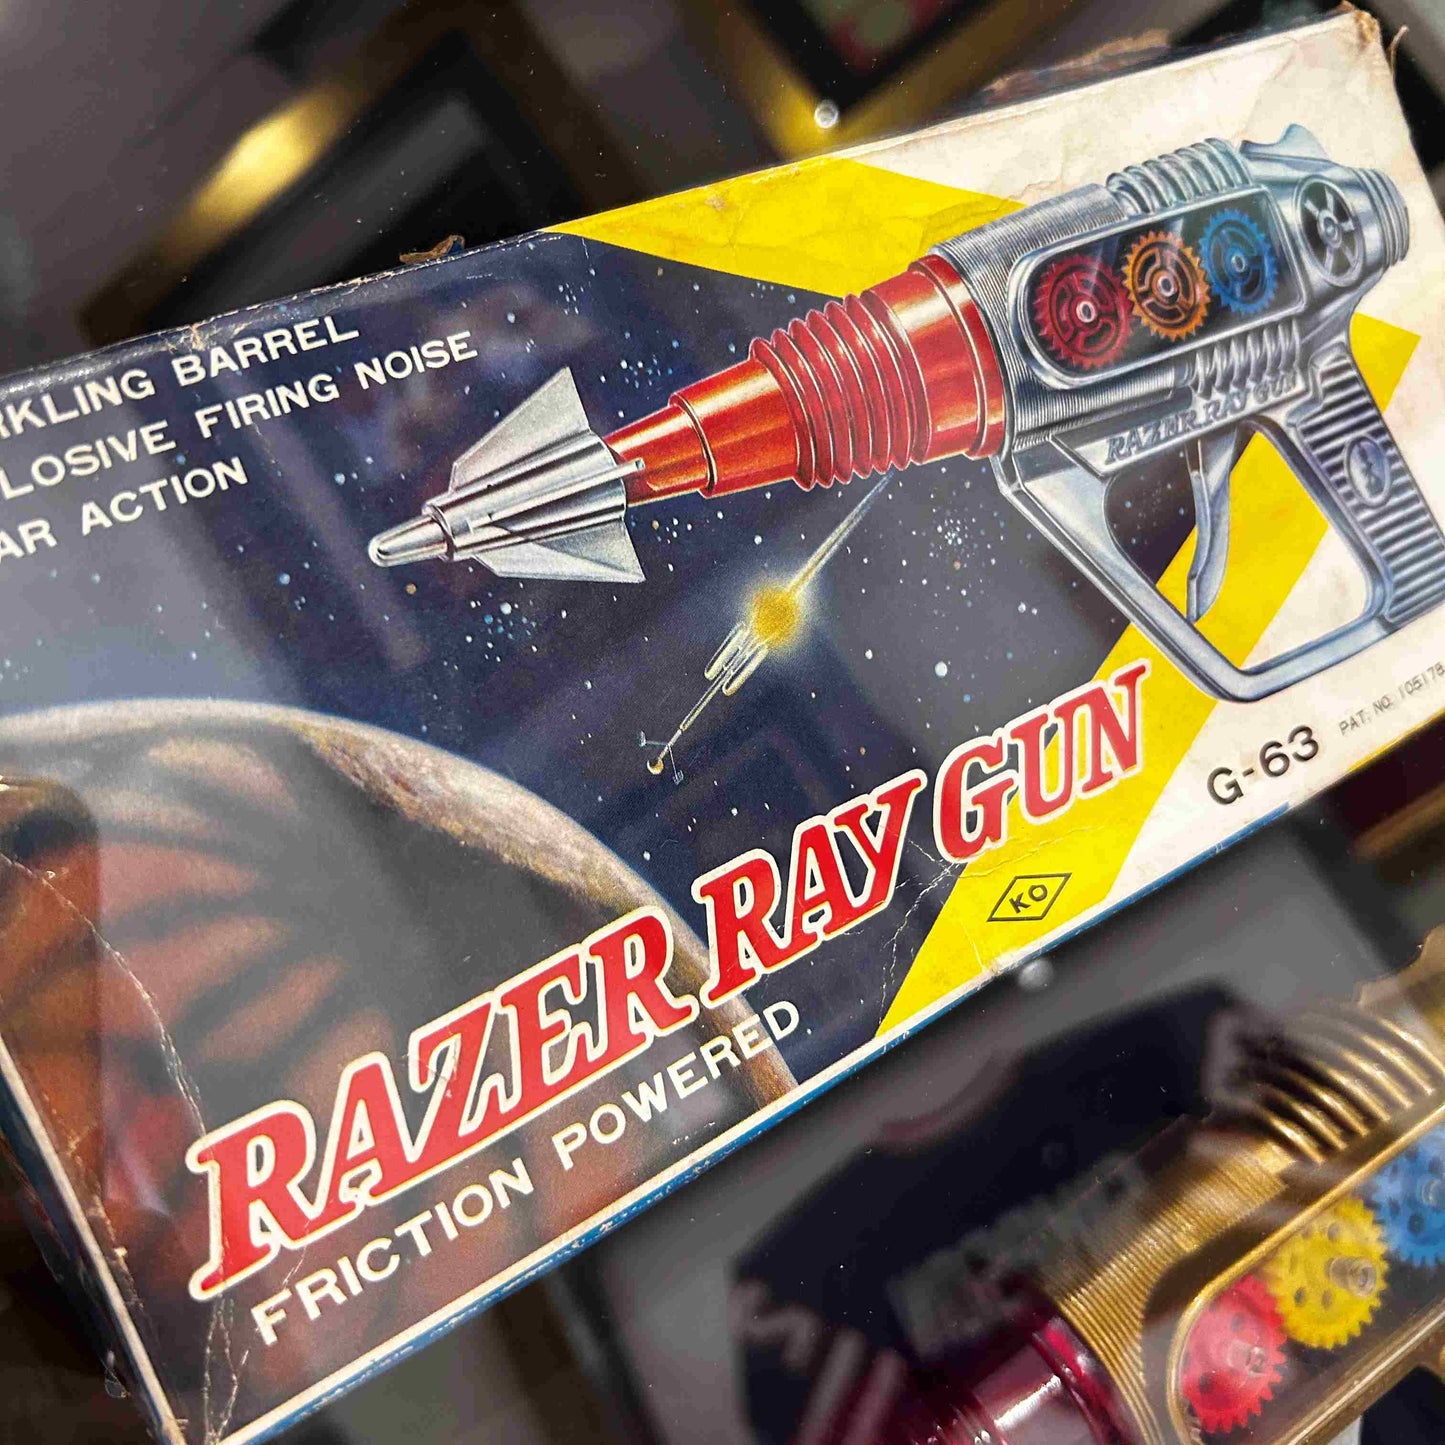 RKLING BARREL
LOSIVE FIRING NOISE
AR ACTION
RAZER RAY GUN
RAZER RAY GUN
FRICTION POWERED
KO
G-63
PAT. NO. 105178